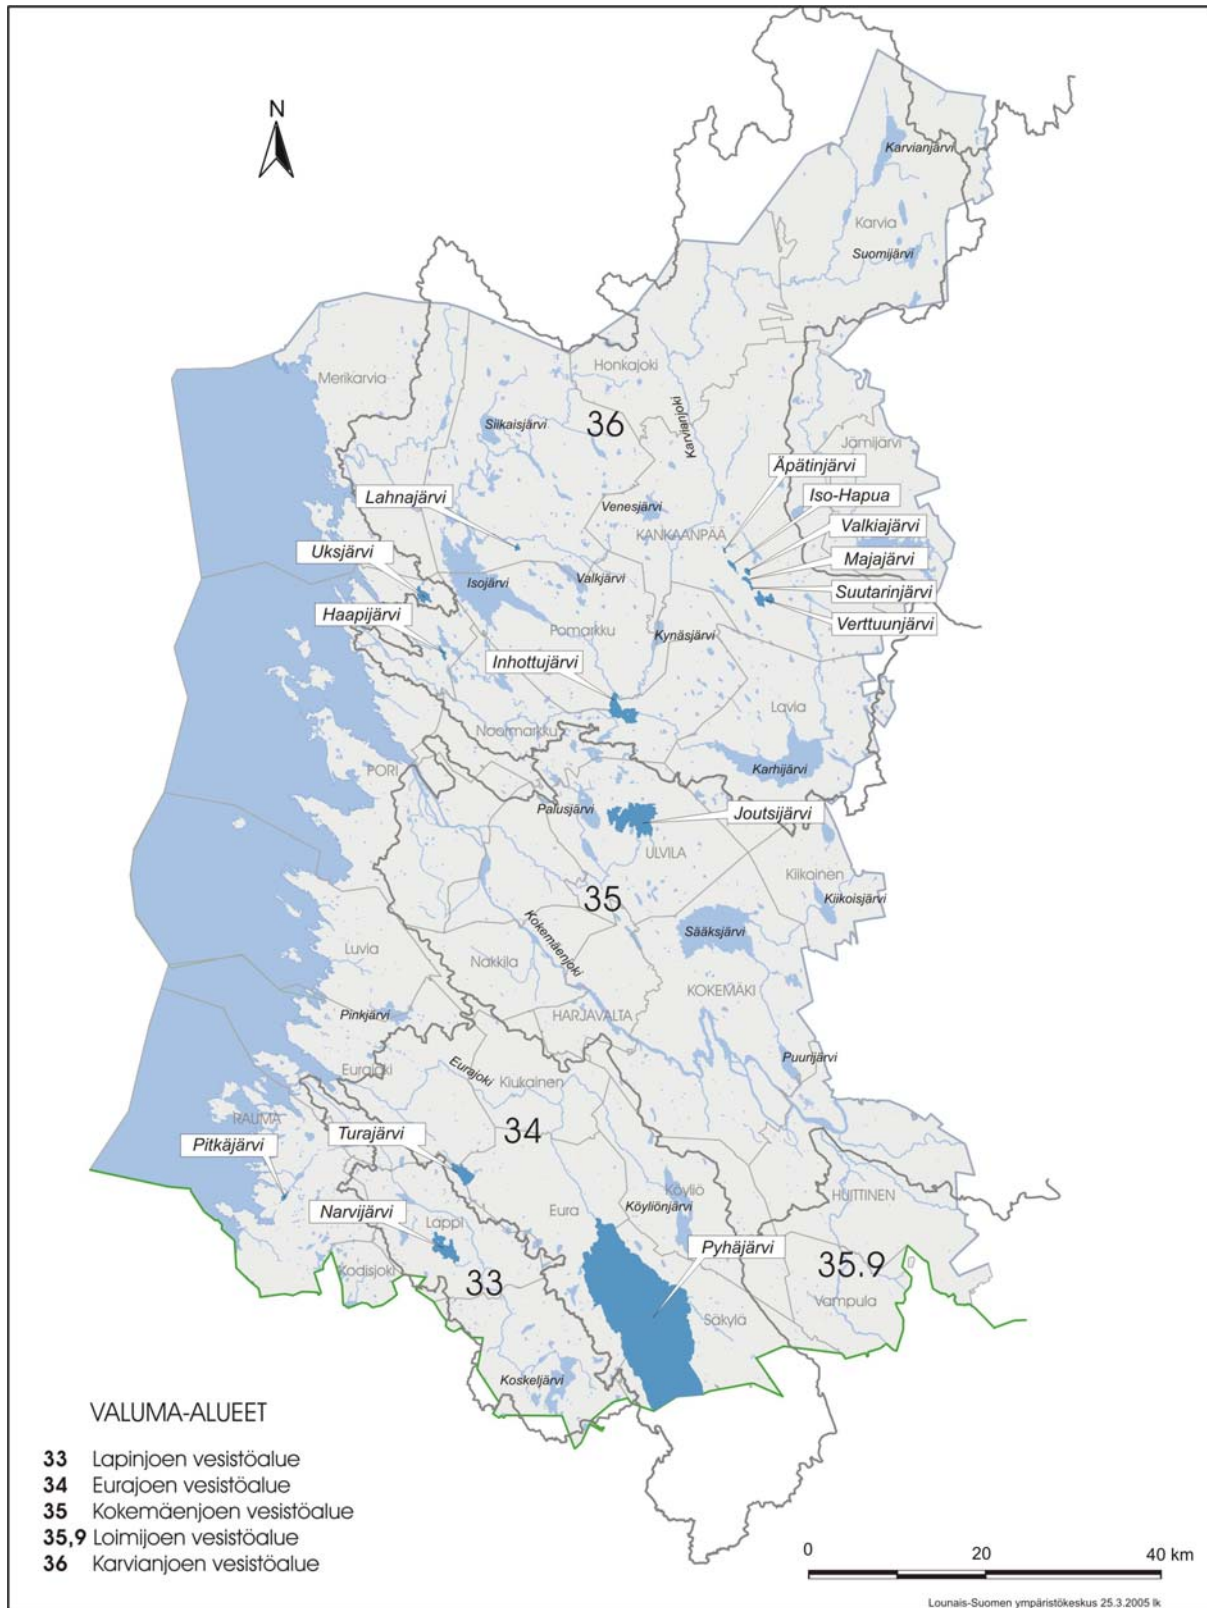 N
Karvianjärvi
Karvia
Suomijärvi
Honkajoki
Merikarvia
Karvianjoki
Siikaisjärvi
36
Jämijärvi
Äpätinjärvi
Iso-Hapua
Lahnajärvi
Venesjärvi
Valkiajärvi
KANKAANPÄÄ
Uksjärvi
Majajärvi
Isojärvi
Valkjärvi
Suutarinjärvi
Haapijärvi
Verttuunjärvi
Pomarkku
Kynäsjärvi
Inhottujärvi
Lavia
Noormarkku
Karhijärvi
PORI
Palusjärvi
Joutsijärvi
ULVILA
Kiikoinen
35
Kiikoisjärvi
Kokemäenjoki
Sääksjärvi
Luvia
Nakkila
KOKEMÄKI
Pinkjärvi
HARJAVALTA
Puurijärvi
Eurajoki
Eurajoki
Kiukainen
RAUMA
Turajärvi
34
Pitkäjärvi
Köyliö
HUITTINEN
Narvijärvi
Lappi
Eura
Köyliönjärvi
Pyhäjärvi
35.9
Kodisjoki
33
Vampula
Säkylä
Koskeljärvi
VALUMA-ALUEET
33 Lapinjoen vesistöalue
34 Eurajoen vesistöalue
35 Kokemäenjoen vesistöalue
35,9 Loimijoen vesistöalue
36 Karvianjoen vesistöalue
0 20 40 km
Lounais-Suomen ympäristökeskus 25.3.2005 lk